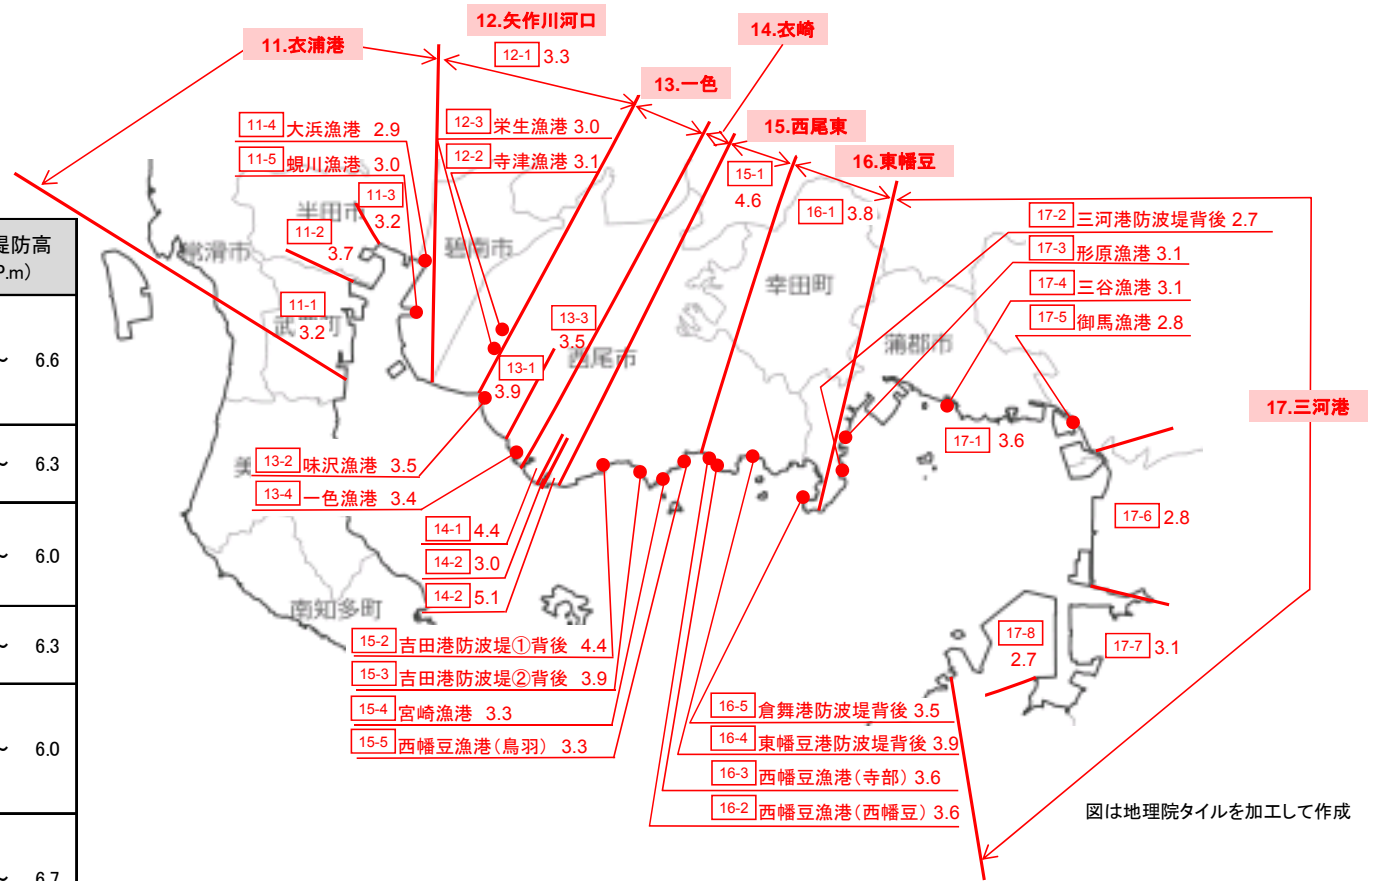 堤防高
P.m)
～ 6.6
～ 6.3
～ 6.0
～ 6.3
～ 6.0
～ 6.7
11.衣浦港
12.矢作川河口
12-1 3.3
13.一色
14.衣崎
15.西尾東
15-1
4.6
16.東幡豆
16-1 3.8
11-4 大浜漁港 2.9
11-5 蜆川漁港 3.0
12-3 栄生漁港 3.0
12-2 寺津漁港 3.1
11-3
3.2
11-2
3.7
11-1
3.2
半田市
常滑市
碧南市
西尾市
幸田町
蒲郡市
南知多町
美
13-3
3.5
13-1
3.9
13-2 味沢漁港 3.5
13-4 一色漁港 3.4
14-1 4.4
14-2 3.0
14-2 5.1
15-2 吉田港防波堤①背後 4.4
15-3 吉田港防波堤②背後 3.9
15-4 宮崎漁港 3.3
15-5 西幡豆漁港(鳥羽) 3.3
16-5 倉舞港防波堤背後 3.5
16-4 東幡豆港防波堤背後 3.9
16-3 西幡豆漁港(寺部) 3.6
16-2 西幡豆漁港(西幡豆) 3.6
17-2 三河港防波堤背後 2.7
17-3 形原漁港 3.1
17-4 三谷漁港 3.1
17-5 御馬漁港 2.8
17.三河港
17-1 3.6
17-6 2.8
17-7 3.1
17-8
2.7
図は地理院タイルを加工して作成